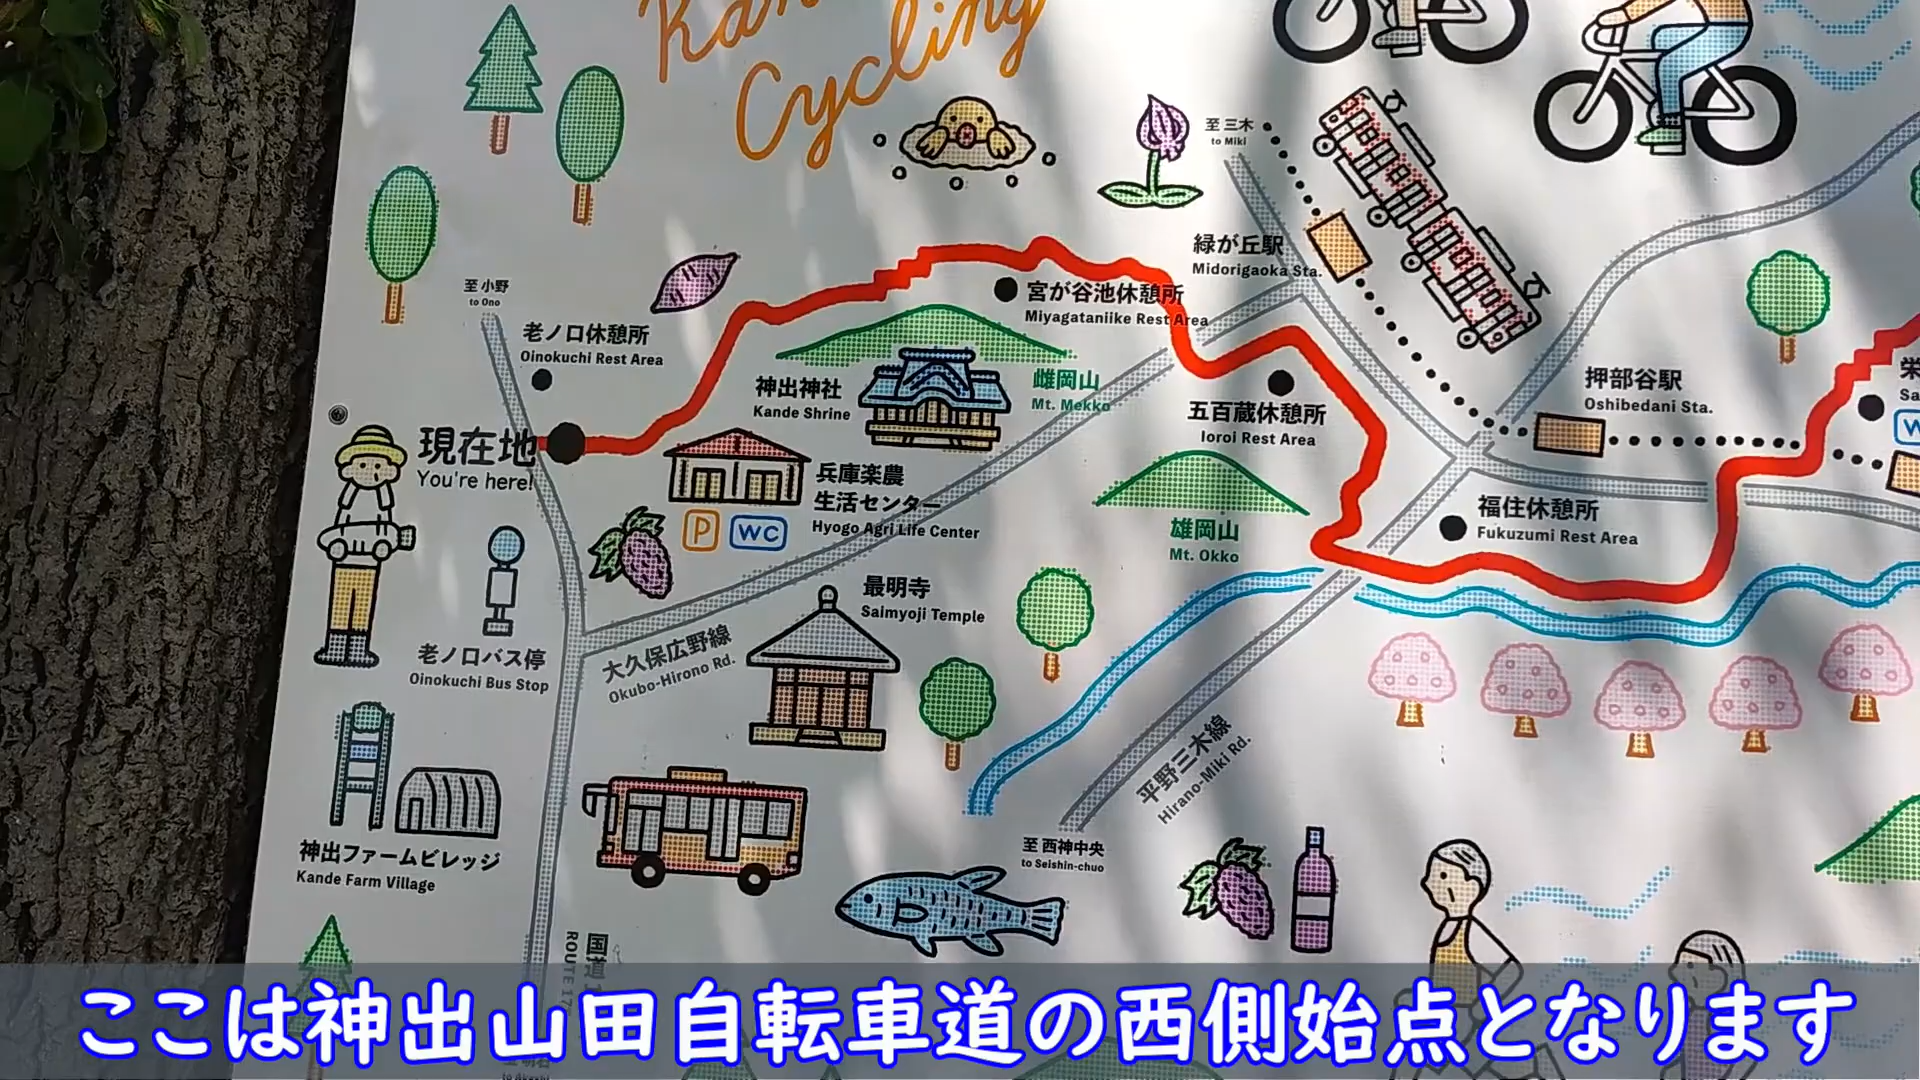 Cycling
至 三木
to Miki
緑が丘駅
Midorigaoka Sta.
至 小野
to Ono
宮が谷池休憩所
Miyagataniike Rest Area
老ノ口休憩所
Oinokuchi Rest Area
神出神社
Kande Shrine
雌岡山
Mt. Mekko
押部谷駅
Oshibedani Sta.
五百蔵休憩所
Ioroi Rest Area
現在地
You're here!
兵庫楽農
生活センター
Hyogo Agri Life Center
P
WC
雄岡山
Mt. Okko
福住休憩所
Fukuzumi Rest Area
最明寺
Saimyoji Temple
老ノ口バス停
Oinokuchi Bus Stop
大久保広野線
Okubo-Hirono Rd.
平野三木線
Hirano-Miki Rd.
至 西神中央
to Seishin-chuo
神出ファームビレッジ
Kande Farm Village
国道
ROUTE 17
ここは神出山田自転車道の西側始点となります